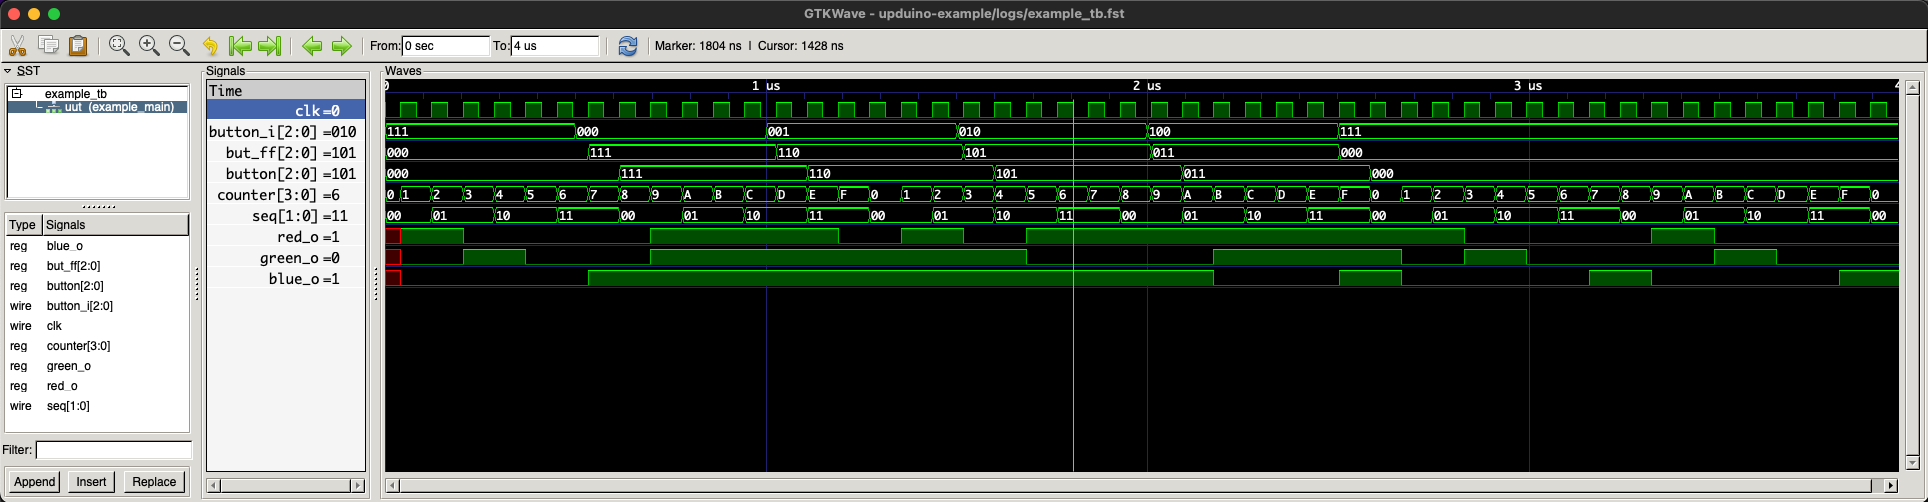 GTKWave - upduino-example/logs/example_tb.fst
From: 0 sec To: 4 us Marker: 1804 ns | Cursor: 1428 ns
SST
example_tb
uut (example_main)
Type Signals
reg blue_o
reg but_ff[2:0]
reg button[2:0]
wire button_i[2:0]
wire clk
reg counter[3:0]
reg green_o
reg red_o
wire seq[1:0]
Filter:
Append Insert Replace
Signals
Time
clk =0
button_i[2:0] =010
but_ff[2:0] =101
button[2:0] =101
counter[3:0] =6
seq[1:0] =11
red_o =1
green_o =0
blue_o =1
Waves
0 1 us 2 us 3 us 4
111 000 001 010 100 111
000 111 110 101 011 000
000 111 110 101 011 000
0 1 2 3 4 5 6 7 8 9 A B C D E F 0 1 2 3 4 5 6 7 8 9 A B C D E F 0 1 2 3 4 5 6 7 8 9 A B C D E F 0
00 01 10 11 00 01 10 11 00 01 10 11 00 01 10 11 00 01 10 11 00 01 10 11 00